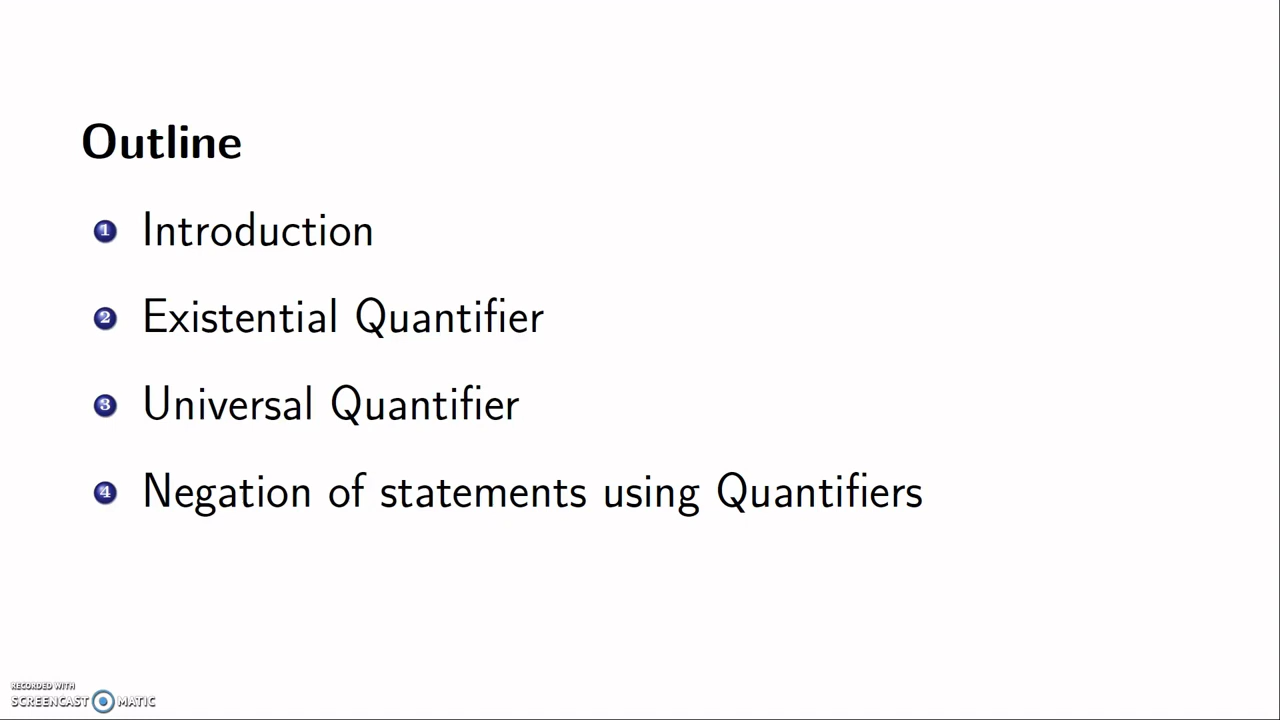 Outline
1 Introduction
2 Existential Quantifier
3 Universal Quantifier
4 Negation of statements using Quantifiers
RECORDED WITH
SCREENCAST MATIC